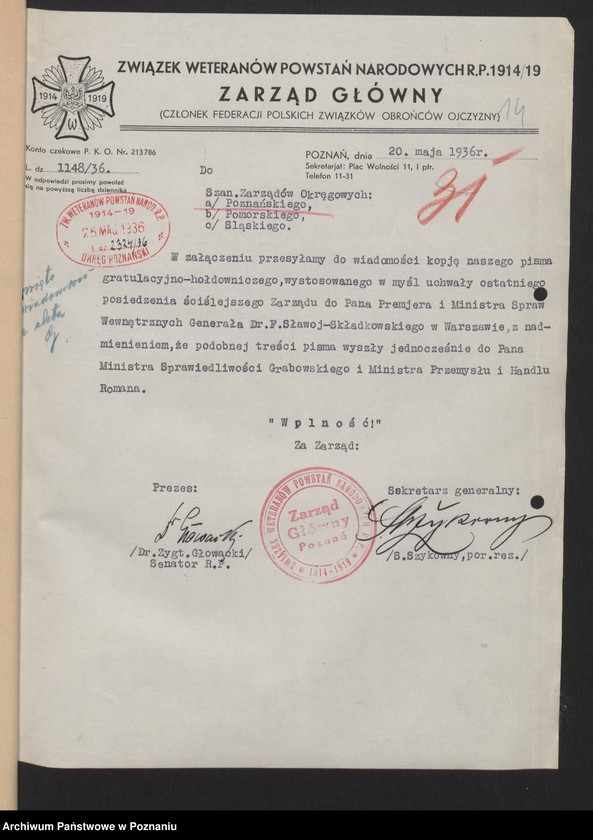 ZWIĄZEK WETERANÓW POWSTAŃ NARODOWYCH R.P. 1914/19
ZARZĄD GŁÓWNY
(CZŁONEK FEDERACJI POLSKICH ZWIĄZKÓW OBROŃCÓW OJCZYZNY)
14
1914 1919
W
Konto czekowe P. K. O. Nr. 213786
L. dz. 1148/36.
W odpowiedzi prosimy powołać
się na powyższą liczbę dziennika
POZNAŃ, dnia 20. maja 1936r.
Sekretarjat: Plac Wolności 11, I ptr.
Telefon 11-31
31
Do
Szan.Zarządów Okręgowych:
a/ Poznańskiego,
b/ Pomorskiego,
c/ Śląskiego.
ZW. WETERANÓW POWSTAŃ NAROD. R.P.
1914-19
25 MAJ 1936
L. dz. 2324/36
OKRĘG POZNAŃSKI
W załączeniu przesyłamy do wiadomości kopję naszego pisma
gratulacyjno-hołdowniczego,wystosowanego w myśl uchwały ostatniego
posiedzenia ściślejszego Zarządu do Pana Premjera i Ministra Spraw
Wewnętrznych Generała Dr.F.Sławoj-Składkowskiego w Warszawie,z nad-
mienieniem,że podobnej treści pisma wyszły jednocześnie do Pana
Ministra Sprawiedliwości Grabowskiego i Ministra Przemysłu i Handlu
Romana.
"Wolność!"
Za Zarząd:
Prezes:
Sekretarz generalny:
ZWIĄZEK WETERANÓW POWSTAŃ NARODOWYCH R.P.
1914-1919
Zarząd
Główny
Poznań
/Dr.Zygt.Głowacki/
Senator R.P.
/S.Szykowny,por.rez./
Archiwum Państwowe w Poznaniu